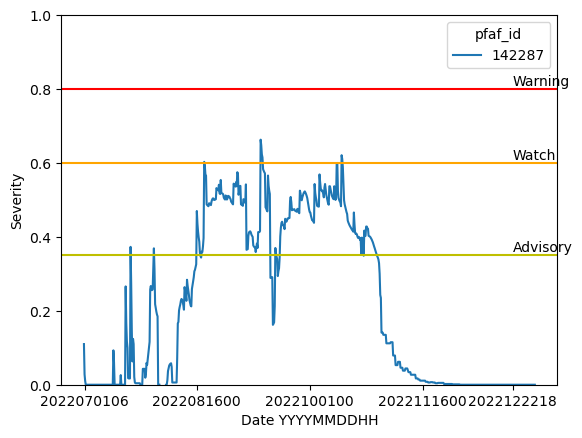 1.0
0.8
0.6
0.4
0.2
0.0
Severity
pfaf_id
142287
Warning
Watch
Advisory
2022070106 2022081600 2022100100 2022111600 2022122218
Date YYYYMMDDHH